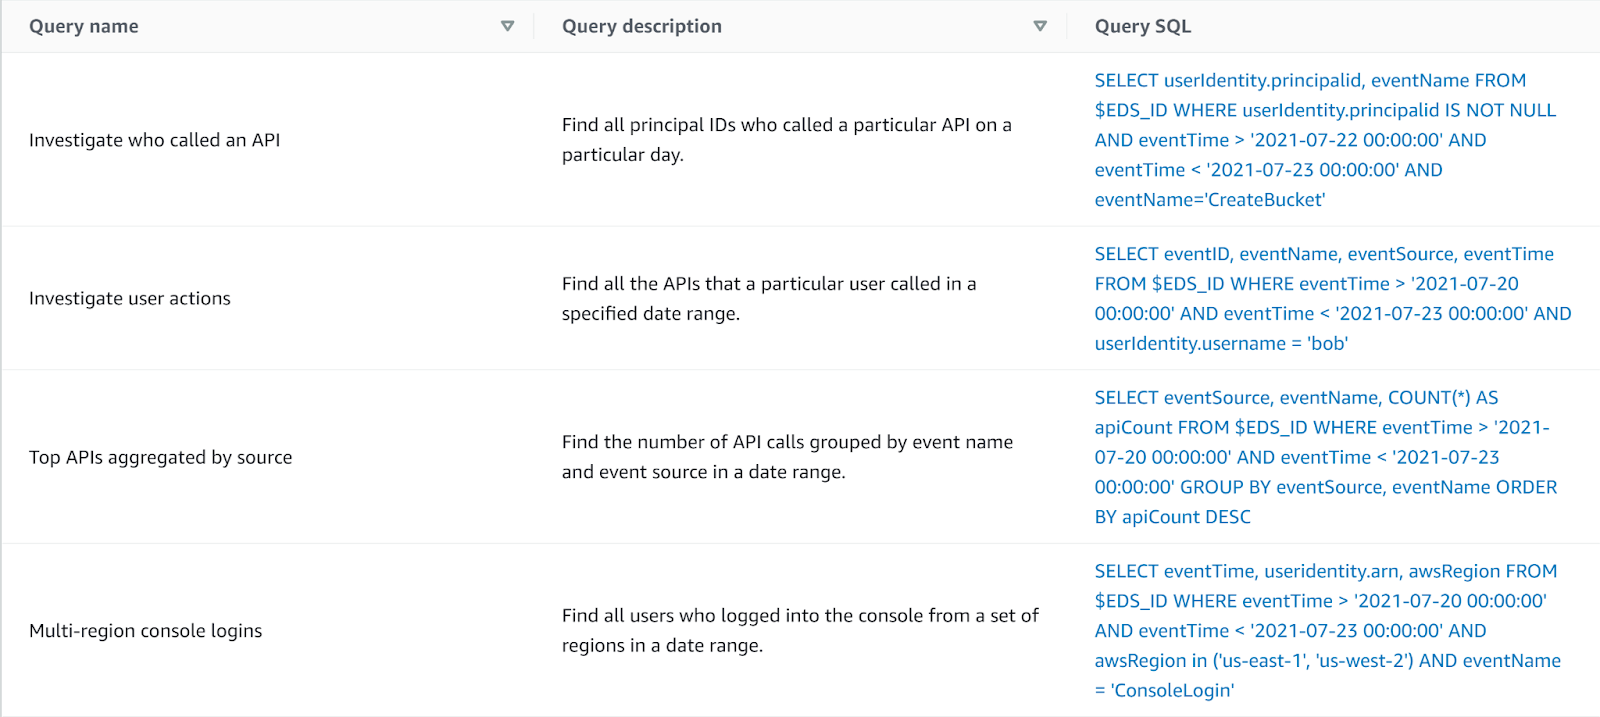 Query name
Query description
Query SQL
Investigate who called an API
Find all principal IDs who called a particular API on a
particular day.
SELECT userIdentity.principalid, eventName FROM
$EDS_ID WHERE userIdentity.principalid IS NOT NULL
AND eventTime > '2021-07-22 00:00:00' AND
eventTime < '2021-07-23 00:00:00' AND
eventName='CreateBucket'
Investigate user actions
Find all the APIs that a particular user called in a
specified date range.
SELECT eventID, eventName, eventSource, eventTime
FROM $EDS_ID WHERE eventTime > '2021-07-20
00:00:00' AND eventTime < '2021-07-23 00:00:00' AND
userIdentity.username = 'bob'
Top APIs aggregated by source
Find the number of API calls grouped by event name
and event source in a date range.
SELECT eventSource, eventName, COUNT(*) AS
apiCount FROM $EDS_ID WHERE eventTime > '2021-
07-20 00:00:00' AND eventTime < '2021-07-23
00:00:00' GROUP BY eventSource, eventName ORDER
BY apiCount DESC
Multi-region console logins
Find all users who logged into the console from a set of
regions in a date range.
SELECT eventTime, useridentity.arn, awsRegion FROM
$EDS_ID WHERE eventTime > '2021-07-20 00:00:00'
AND eventTime < '2021-07-23 00:00:00' AND
awsRegion in ('us-east-1', 'us-west-2') AND eventName
= 'ConsoleLogin'